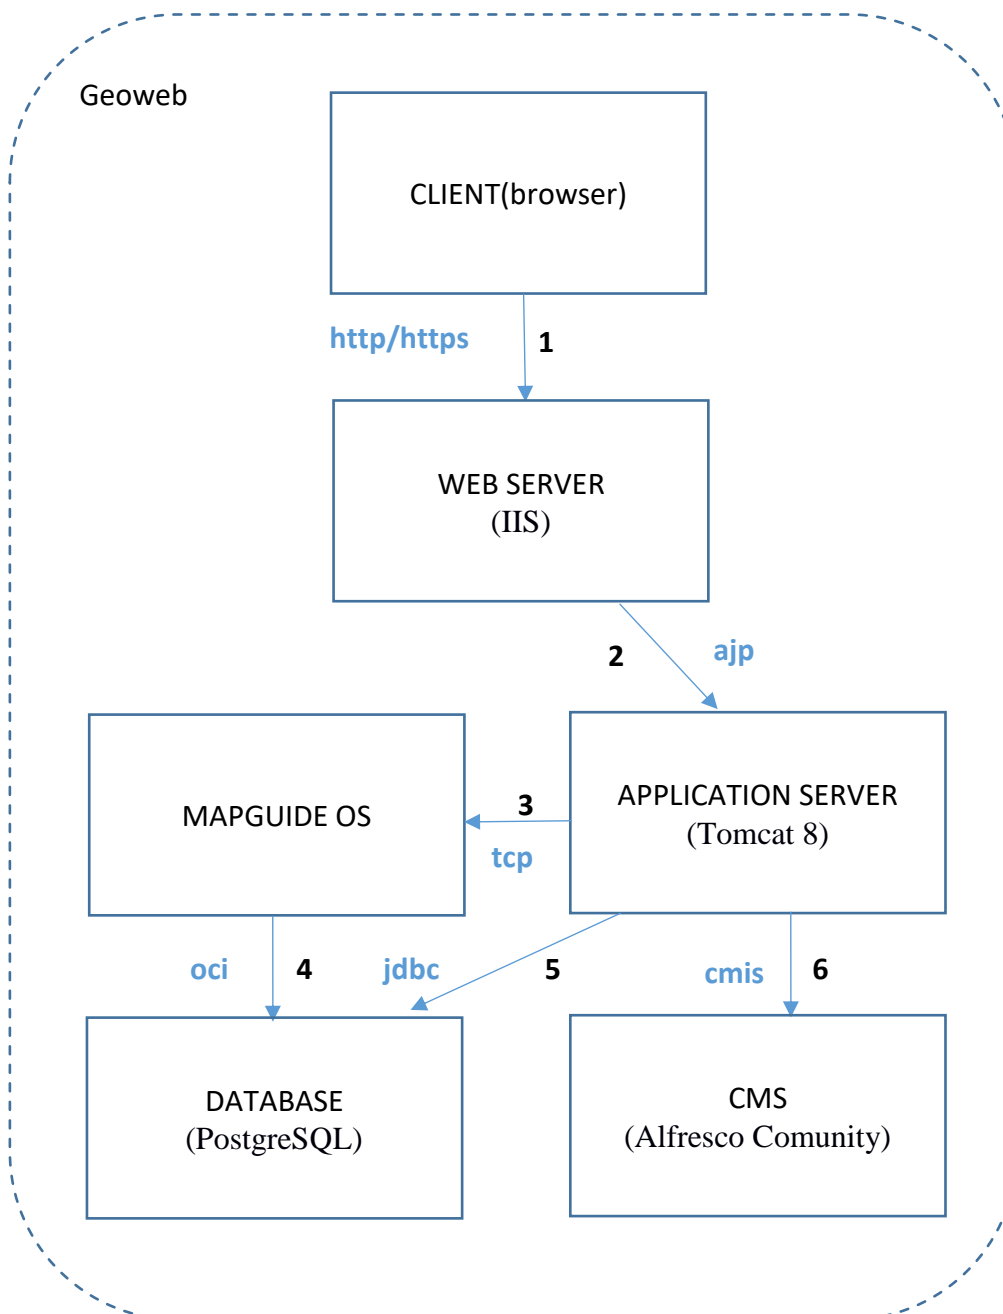 Geoweb
CLIENT(browser)
http/https
1
WEB SERVER
(IIS)
2
ajp
MAPGUIDE OS
3
tcp
APPLICATION SERVER
(Tomcat 8)
oci
4
jdbc
5
cmis
6
DATABASE
(PostgreSQL)
CMS
(Alfresco Comunity)